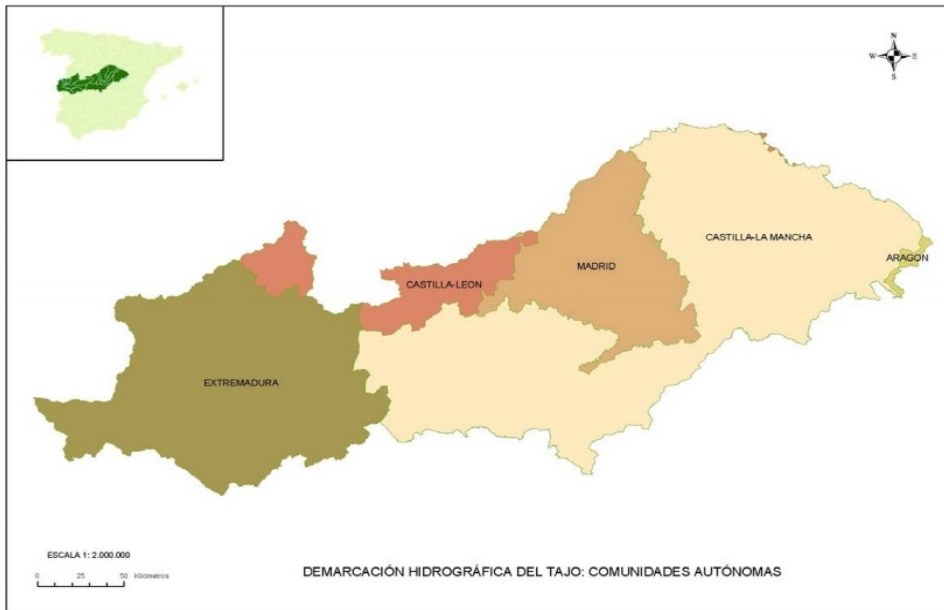 N
W E
S
CASTILLA-LA MANCHA
ARAGON
MADRID
CASTILLA-LEON
EXTREMADURA
ESCALA 1: 2.000.000
0 25 50 Kilómetros
DEMARCACIÓN HIDROGRÁFICA DEL TAJO: COMUNIDADES AUTÓNOMAS